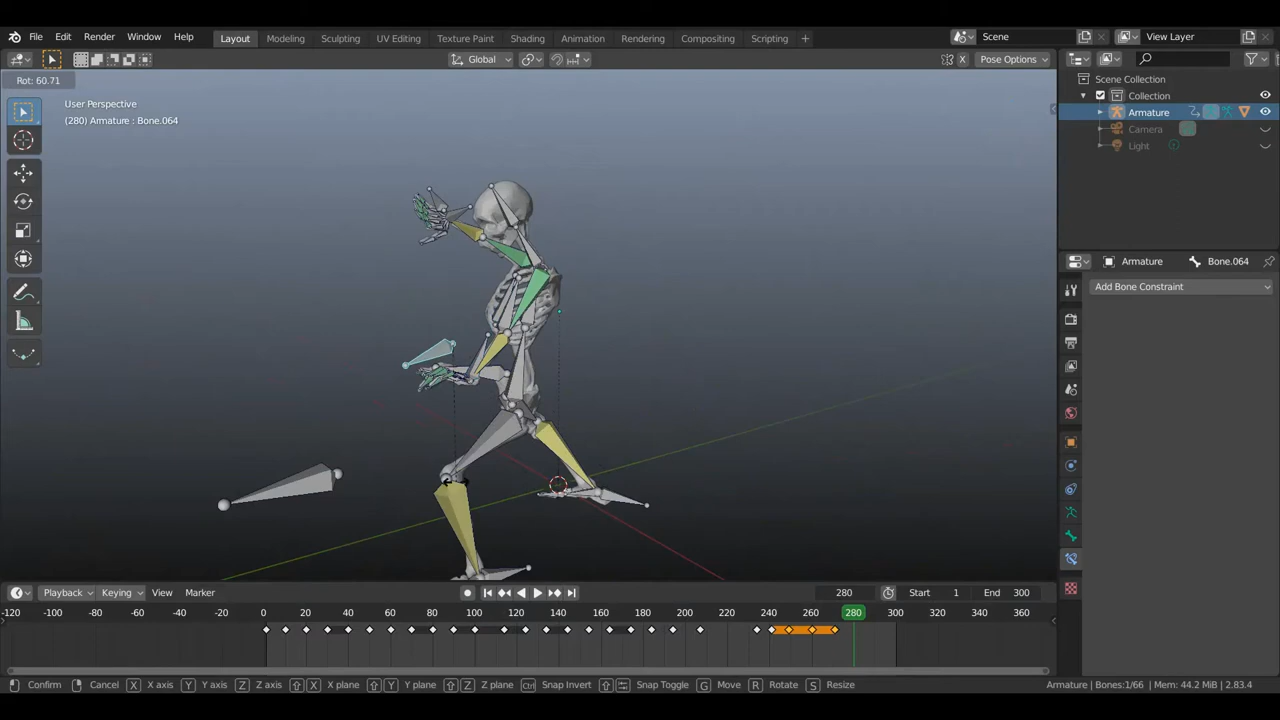 File Edit Render Window Help Layout Modeling Sculpting UV Editing Texture Paint Shading Animation Rendering Compositing Scripting + Scene View Layer
Global X Pose Options
Rot: 60.71
User Perspective
(280) Armature : Bone.064
Scene Collection
Collection
Armature
Camera
Light
Armature Bone.064
Add Bone Constraint
Playback Keying View Marker 280 Start 1 End 300
-120 -100 -80 -60 -40 -20 0 20 40 60 80 100 120 140 160 180 200 220 240 260 280 300 320 340 360
Confirm Cancel X X axis Y Y axis Z Z axis X X plane Y Y plane Z Z plane Ctrl Snap Invert Snap Toggle G Move R Rotate S Resize Armature | Bones:1/66 | Mem: 44.2 MiB | 2.83.4